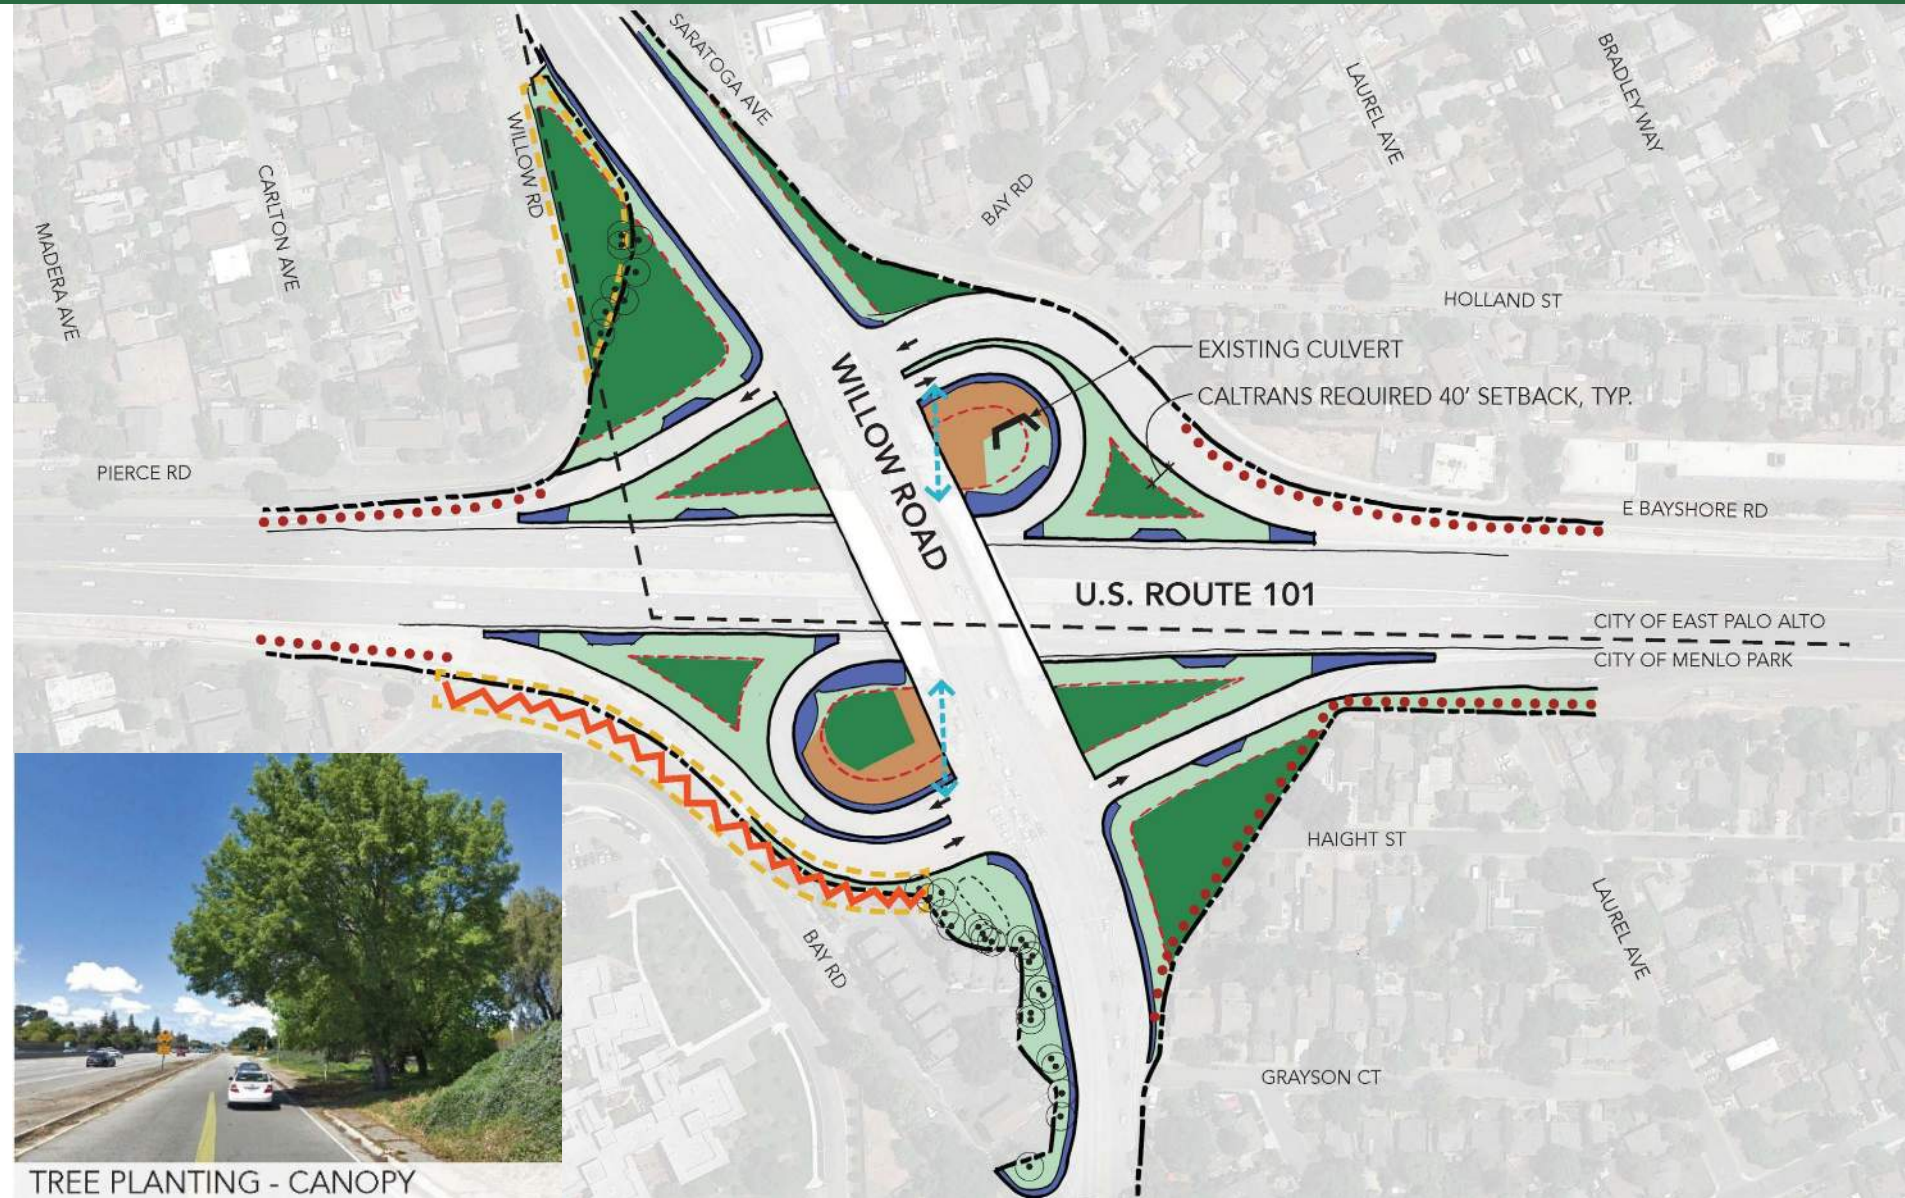 SARATOGA AVE
LAUREL AVE
BRADLEY WAY
WILLOW RD
CARLTON AVE
MADERA AVE
BAY RD
HOLLAND ST
EXISTING CULVERT
CALTRANS REQUIRED 40' SETBACK, TYP.
WILLOW ROAD
PIERCE RD
E BAYSHORE RD
U.S. ROUTE 101
CITY OF EAST PALO ALTO
CITY OF MENLO PARK
HAIGHT ST
LAUREL AVE
BAY RD
GRAYSON CT
TREE PLANTING - CANOPY